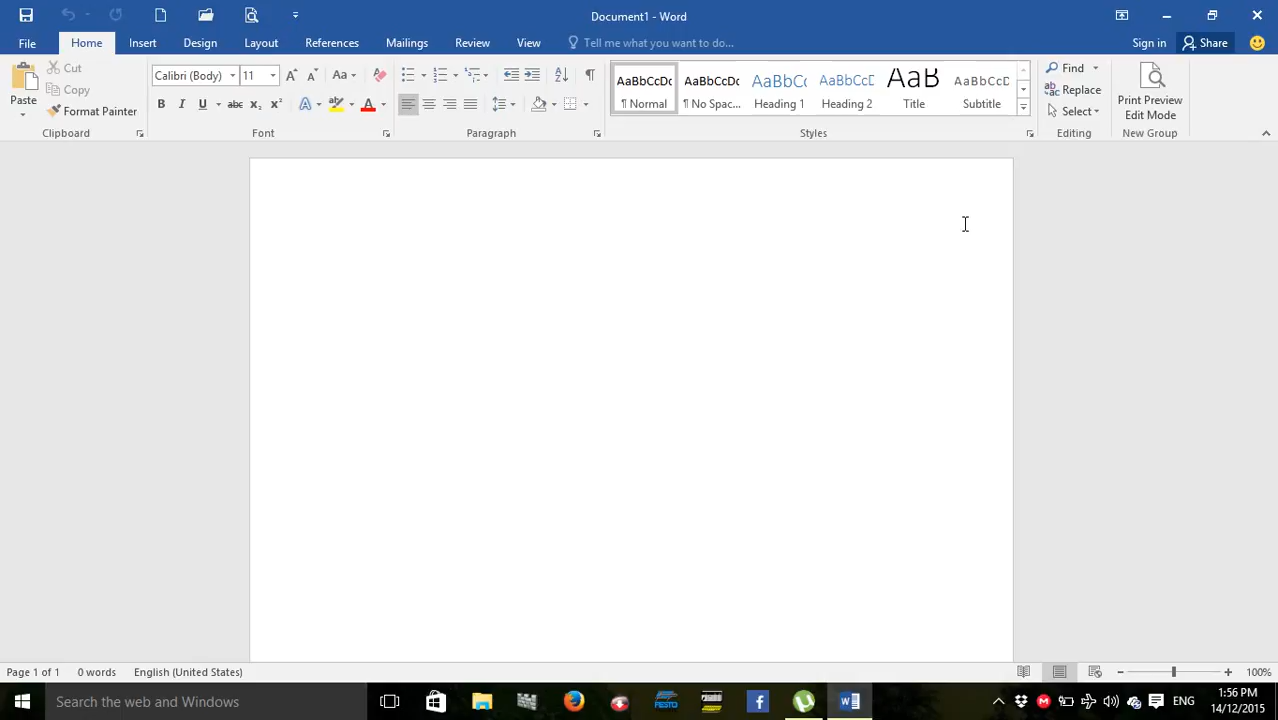 Document1 - Word
File Home Insert Design Layout References Mailings Review View Tell me what you want to do... Sign in Share
Paste
Cut
Copy
Format Painter
Clipboard
Calibri (Body) 11
Font
Paragraph
AaBbCcDc AaBbCcDc AaBbCc AaBbCcD AaB AaBbCcD
¶ Normal ¶ No Spac... Heading 1 Heading 2 Title Subtitle
Styles
Find
Replace
Select
Editing
Print Preview
Edit Mode
New Group
Page 1 of 1 0 words English (United States) 100%
Search the web and Windows
FESTO
ENG
1:56 PM
14/12/2015